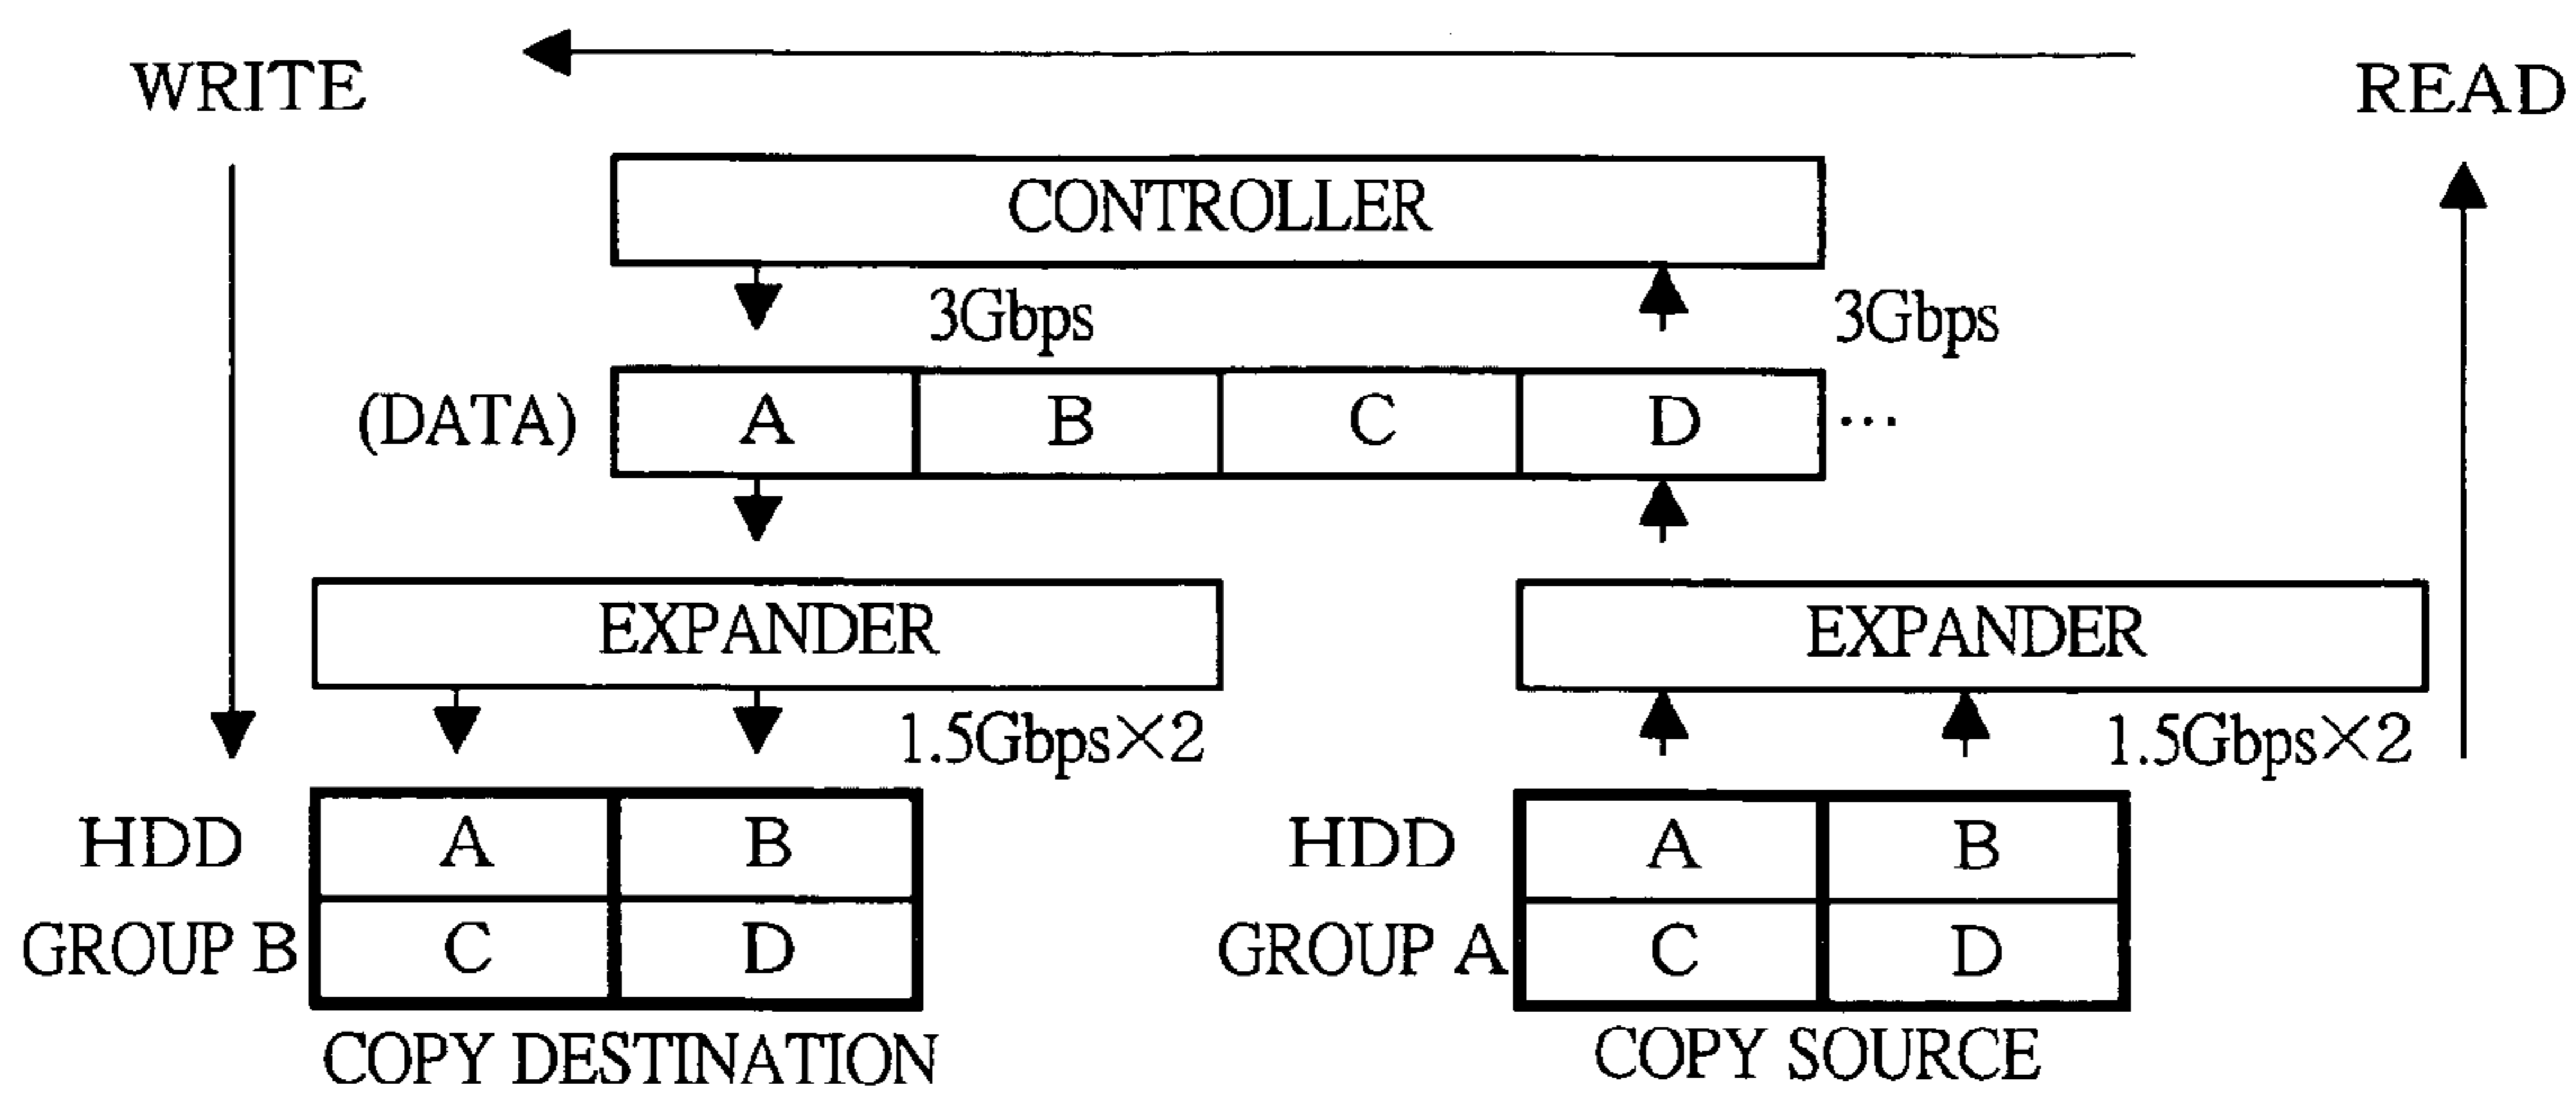 WRITE
READ
CONTROLLER
3Gbps
3Gbps
(DATA)
A
B
C
D
...
EXPANDER
EXPANDER
1.5Gbps×2
1.5Gbps×2
HDD
A
B
HDD
A
B
GROUP B
C
D
GROUP A
C
D
COPY DESTINATION
COPY SOURCE